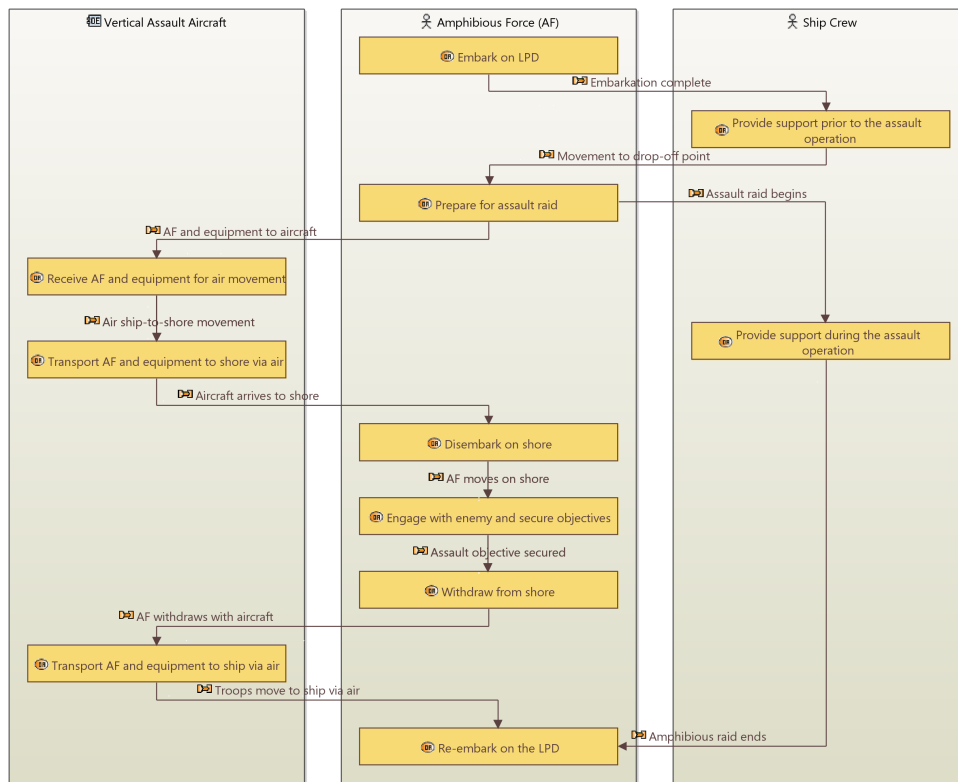 Vertical Assault Aircraft
Amphibious Force (AF)
Ship Crew
Embark on LPD
Embarkation complete
Provide support prior to the assault
operation
Movement to drop-off point
Prepare for assault raid
Assault raid begins
AF and equipment to aircraft
Receive AF and equipment for air movement
Air ship-to-shore movement
Provide support during the assault
operation
Transport AF and equipment to shore via air
Aircraft arrives to shore
Disembark on shore
AF moves on shore
Engage with enemy and secure objectives
Assault objective secured
Withdraw from shore
AF withdraws with aircraft
Transport AF and equipment to ship via air
Troops move to ship via air
Amphibious raid ends
Re-embark on the LPD